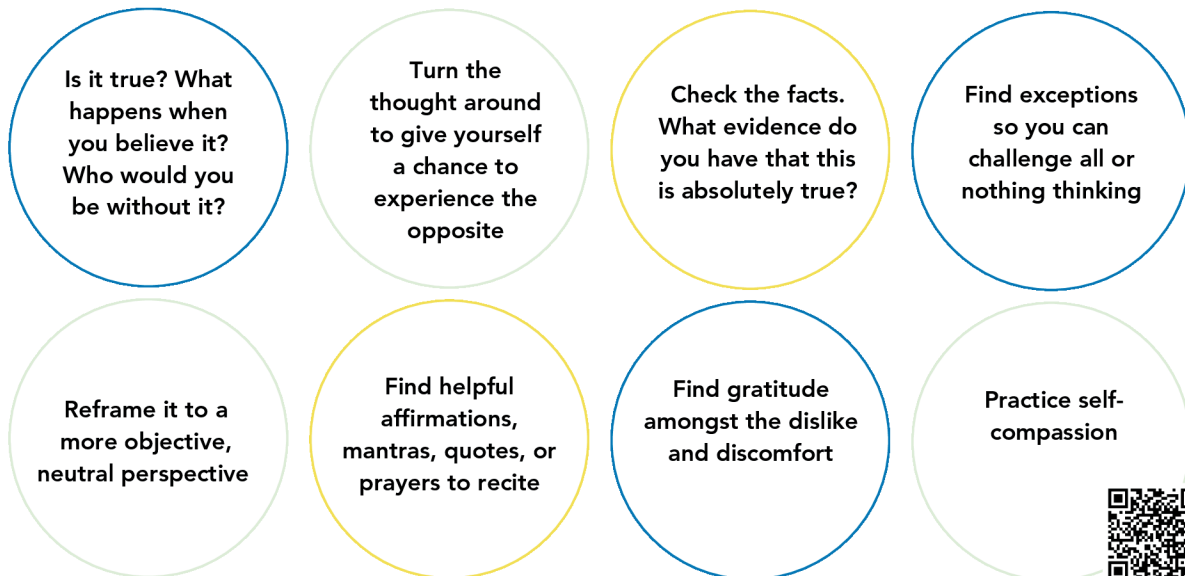 Is it true? What
happens when
you believe it?
Who would you
be without it?
Turn the
thought around
to give yourself
a chance to
experience the
opposite
Check the facts.
What evidence do
you have that this
is absolutely true?
Find exceptions
so you can
challenge all or
nothing thinking
Reframe it to a
more objective,
neutral perspective
Find helpful
affirmations,
mantras, quotes, or
prayers to recite
Find gratitude
amongst the dislike
and discomfort
Practice self-
compassion